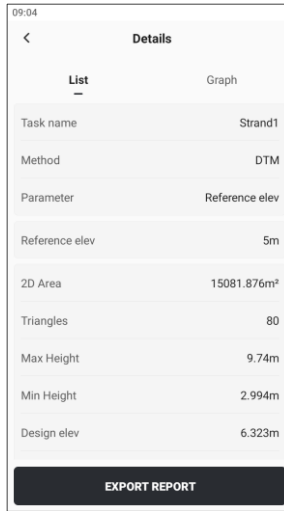 09:04
Details
List Graph
Task name Strand1
Method DTM
Parameter Reference elev
Reference elev 5m
2D Area 15081.876m²
Triangles 80
Max Height 9.74m
Min Height 2.994m
Design elev 6.323m
EXPORT REPORT